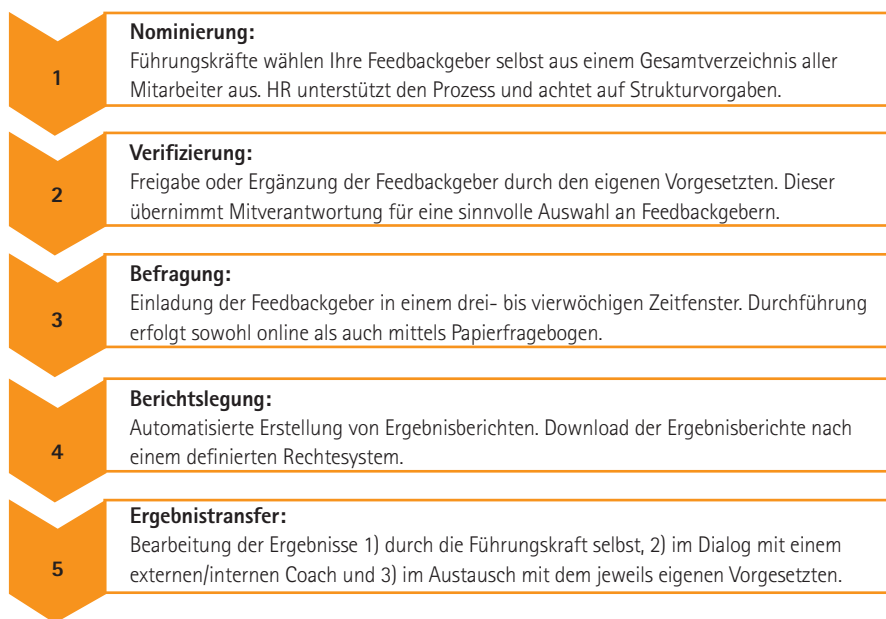 1
Nominierung:
Führungskräfte wählen Ihre Feedbackgeber selbst aus einem Gesamtverzeichnis aller
Mitarbeiter aus. HR unterstützt den Prozess und achtet auf Strukturvorgaben.
2
Verifizierung:
Freigabe oder Ergänzung der Feedbackgeber durch den eigenen Vorgesetzten. Dieser
übernimmt Mitverantwortung für eine sinnvolle Auswahl an Feedbackgebern.
3
Befragung:
Einladung der Feedbackgeber in einem drei- bis vierwöchigen Zeitfenster. Durchführung
erfolgt sowohl online als auch mittels Papierfragebogen.
4
Berichtslegung:
Automatisierte Erstellung von Ergebnisberichten. Download der Ergebnisberichte nach
einem definierten Rechtesystem.
5
Ergebnistransfer:
Bearbeitung der Ergebnisse 1) durch die Führungskraft selbst, 2) im Dialog mit einem
externen/internen Coach und 3) im Austausch mit dem jeweils eigenen Vorgesetzten.